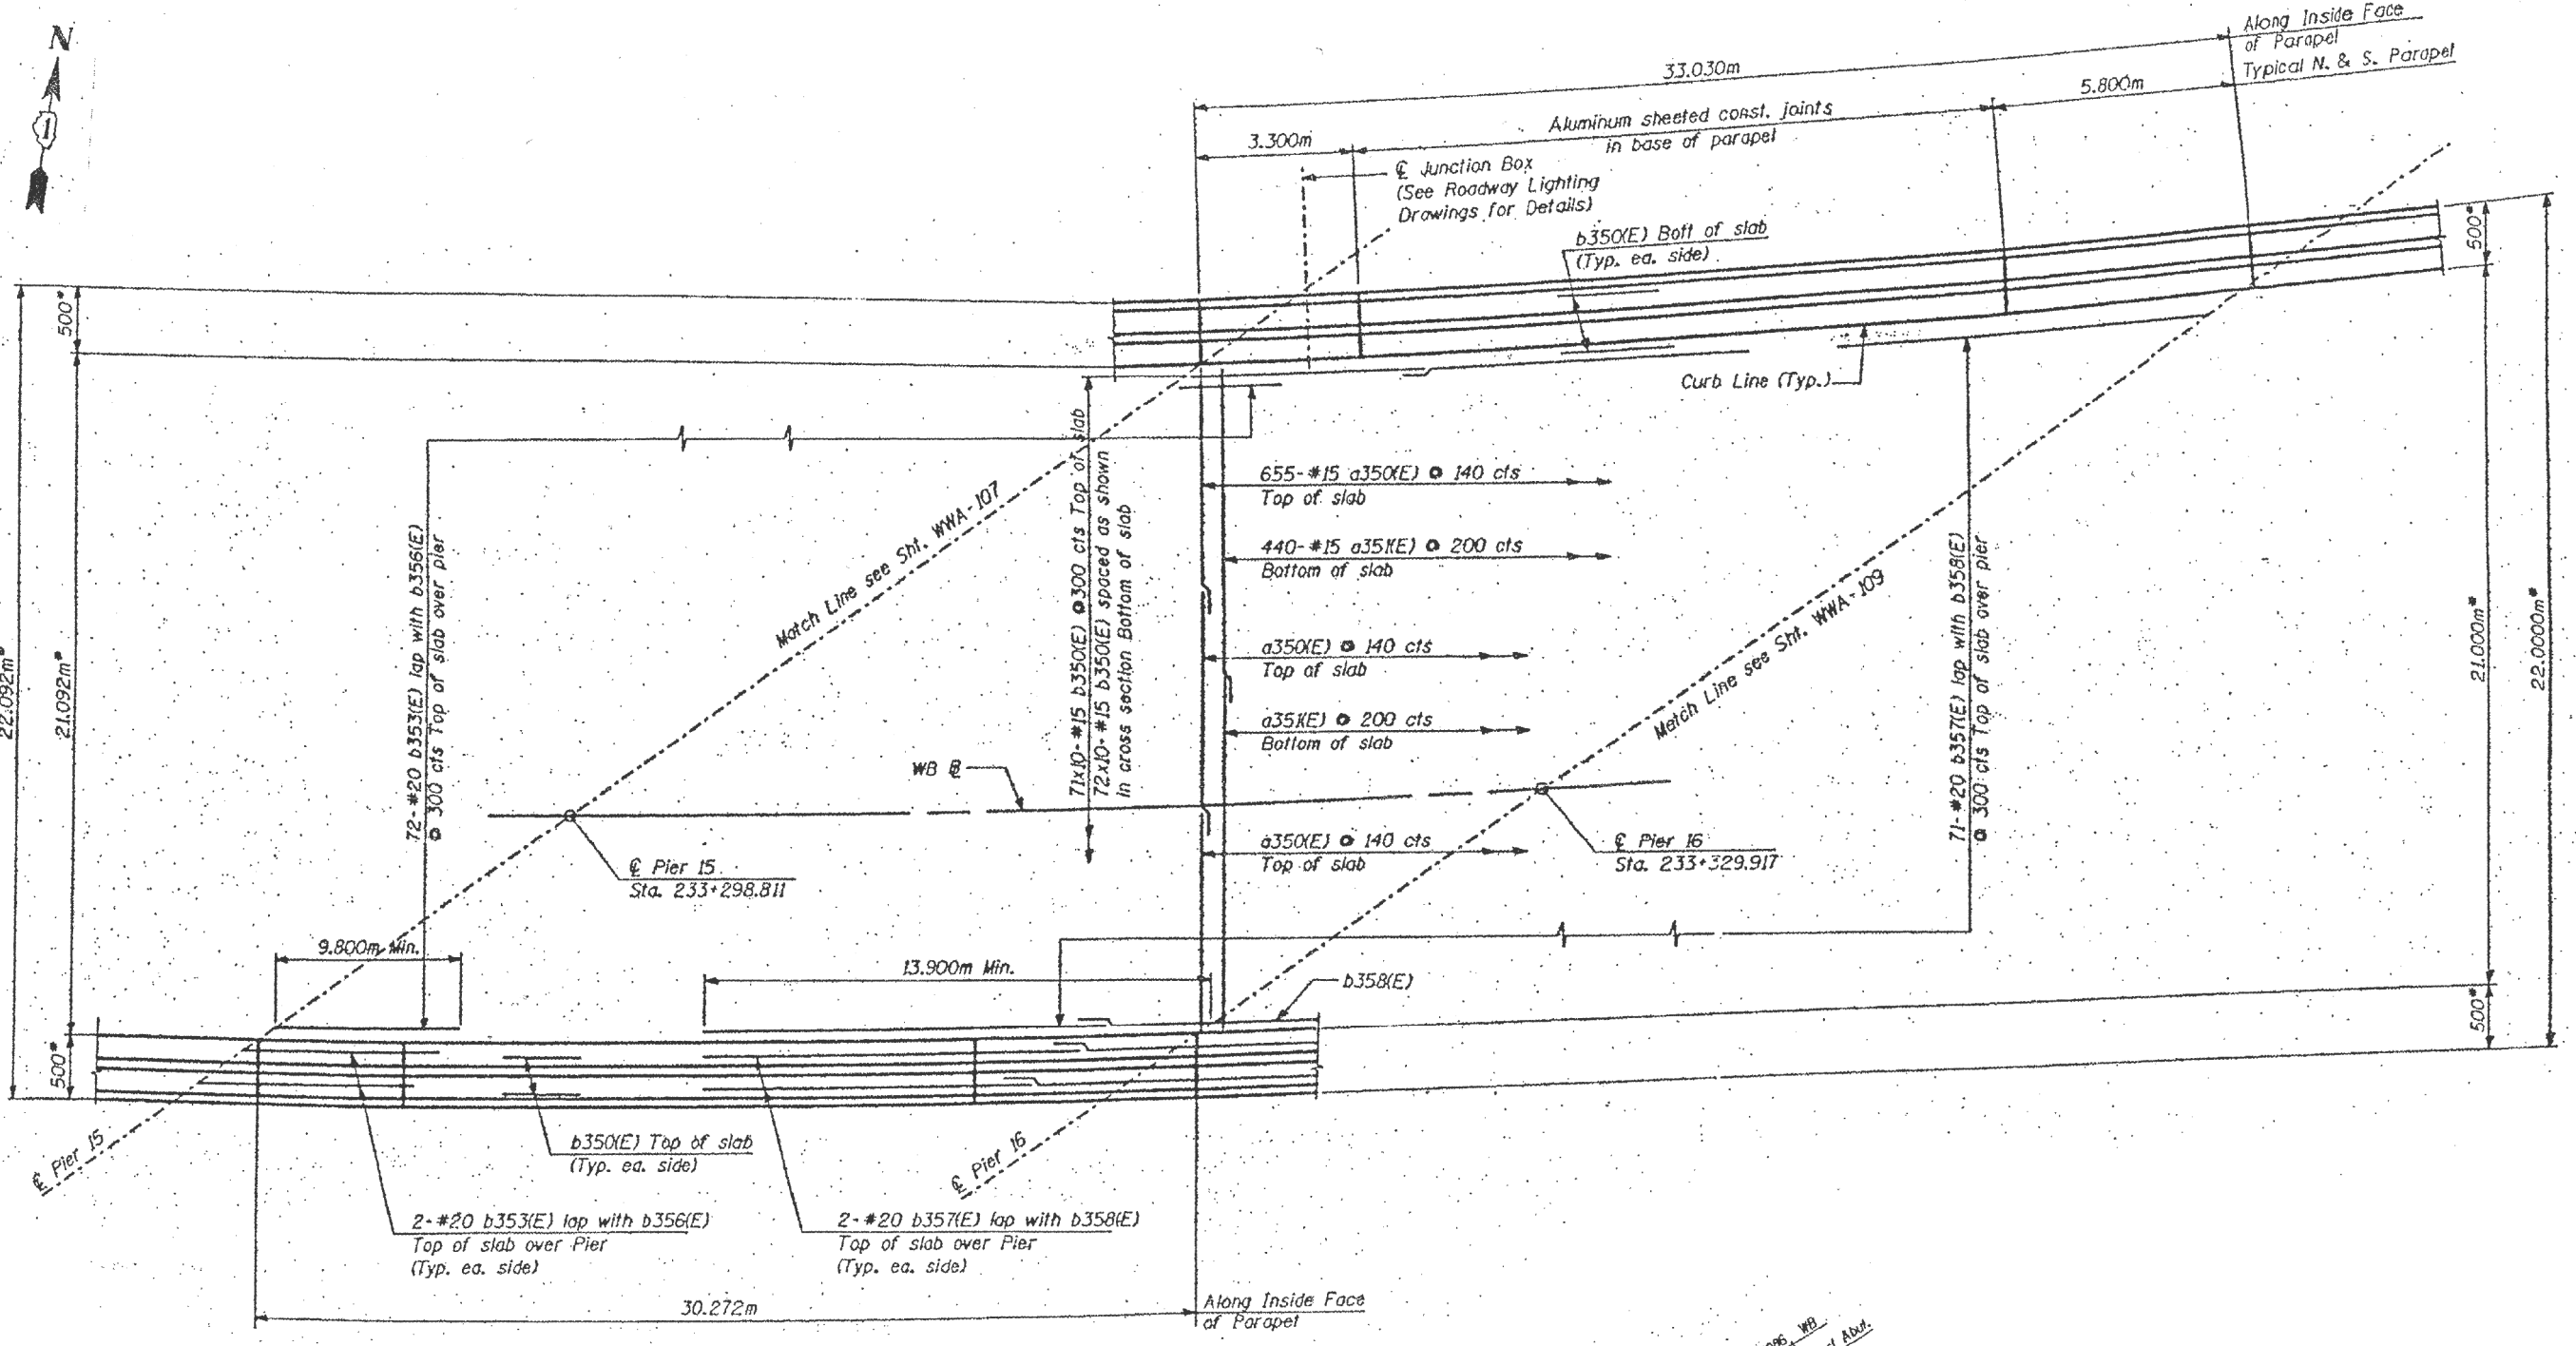 N
1
Along Inside Face
of Parapet
Typical N. & S. Parapet
33.030m
5.800m
3.300m
Aluminum sheeted const. joints
in base of parapet
℄ Junction Box
(See Roadway Lighting
Drawings for Details)
b350(E) Bott of slab
(Typ. ea. side)
500*
500*
Curb Line (Typ.)
22.092m*
21.092m*
72-#20 b353(E) lap with b356(E)
@ 300 cts Top of slab over pier
Match Line see Sht. WWA-107
71x10-#15 b350(E) @ 300 cts Top of slab
72x10-#15 b350(E) spaced as shown
in cross section Bottom of slab
655-#15 a350(E) @ 140 cts
Top of slab
440-#15 a351(E) @ 200 cts
Bottom of slab
a350(E) @ 140 cts
Top of slab
a351(E) @ 200 cts
Bottom of slab
a350(E) @ 140 cts
Top of slab
Match Line see Sht. WWA-109
71-#20 b357(E) lap with b358(E)
@ 300 cts Top of slab over pier
21.000m*
22.0000m*
WB ℄
℄ Pier 15
Sta. 233+298.811
℄ Pier 16
Sta. 233+329.917
9.800m Min.
13.900m Min.
b358(E)
500*
500*
℄ Pier 15
℄ Pier 16
b350(E) Top of slab
(Typ. ea. side)
2-#20 b353(E) lap with b356(E)
Top of slab over Pier
(Typ. ea. side)
2-#20 b357(E) lap with b358(E)
Top of slab over Pier
(Typ. ea. side)
30.272m
Along Inside Face
of Parapet
WB
Abut.